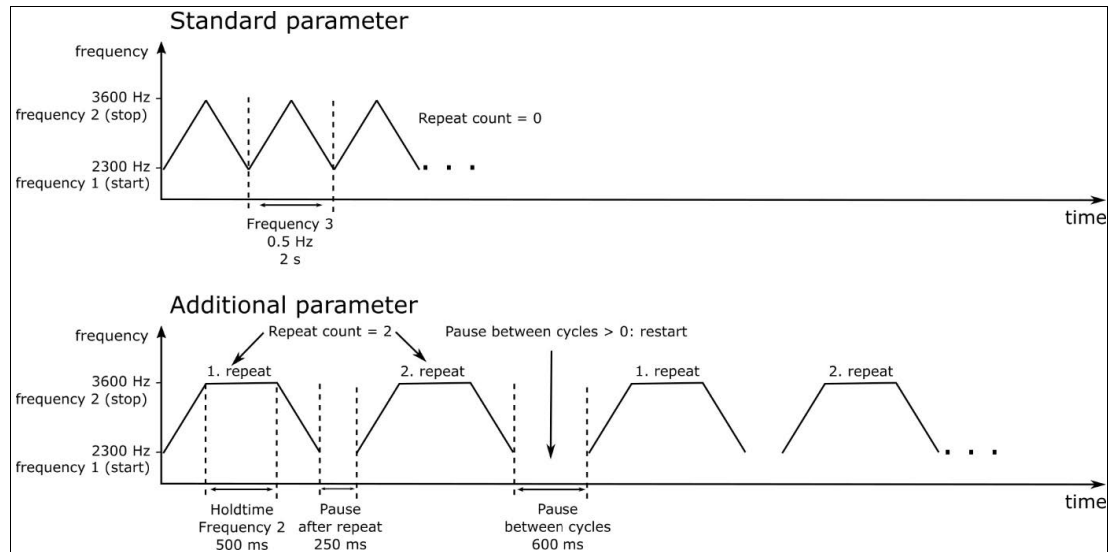 Standard parameter
frequency
3600 Hz
frequency 2 (stop)
Repeat count = 0
2300 Hz
frequency 1 (start)
time
Frequency 3
0.5 Hz
2 s
Additional parameter
frequency
Repeat count = 2
Pause between cycles > 0: restart
1. repeat
2. repeat
1. repeat
2. repeat
3600 Hz
frequency 2 (stop)
2300 Hz
frequency 1 (start)
time
Holdtime
Frequency 2
500 ms
Pause
after repeat
250 ms
Pause
between cycles
600 ms